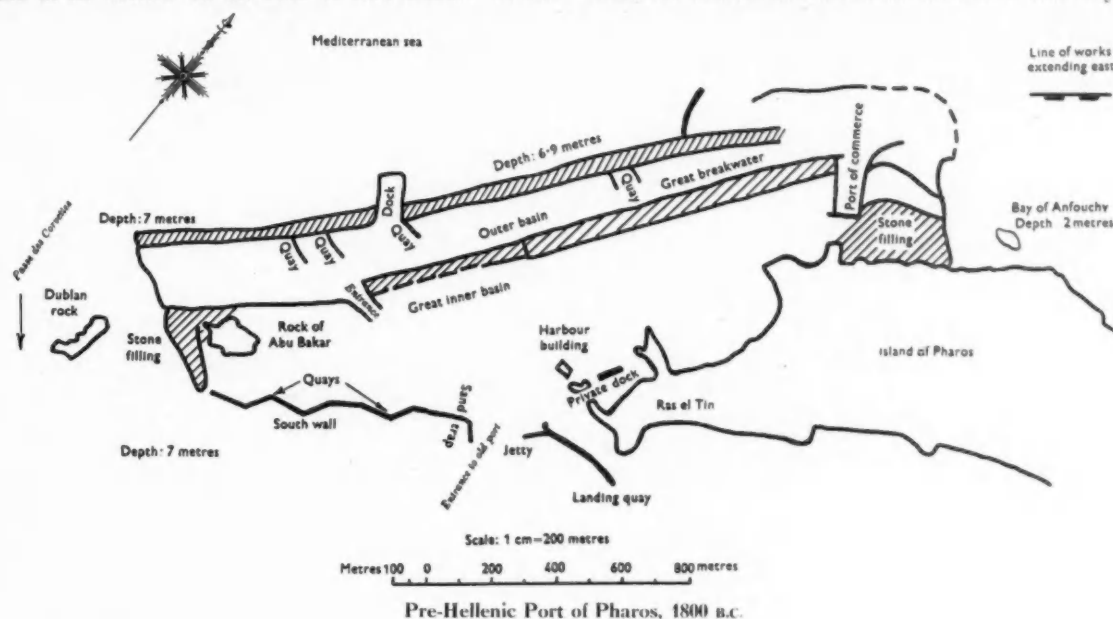 Mediterranean sea
Line of works
extending east
Depth: 6·9 metres
Port of commerce
Great breakwater
Quay
Dock
Quay
Depth: 7 metres
Outer basin
Quay
Quay
Stone
filling
Bay of Anfouchy
Depth 2 metres
Passe des Corvettes
Entrance
Great inner basin
Dublan
rock
Stone
filling
Rock of
Abu Bakar
Harbour
building
Island of Pharos
Private dock
Quays
South wall
Sand
trap
Ras el Tin
Depth: 7 metres
Entrance to old port
Jetty
Landing quay
Scale: 1 cm=200 metres
Metres 100 0 200 400 600 800 metres
Pre-Hellenic Port of Pharos, 1800 B.C.